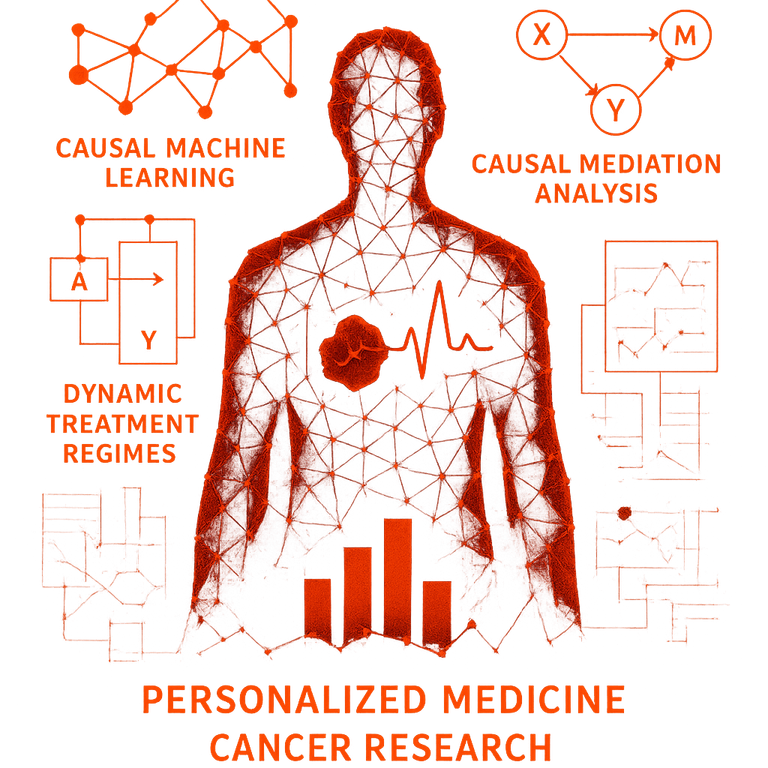 CAUSAL MACHINE
LEARNING
X
M
Y
CAUSAL MEDIATION
ANALYSIS
A
Y
DYNAMIC
TREATMENT
REGIMES
PERSONALIZED MEDICINE
CANCER RESEARCH